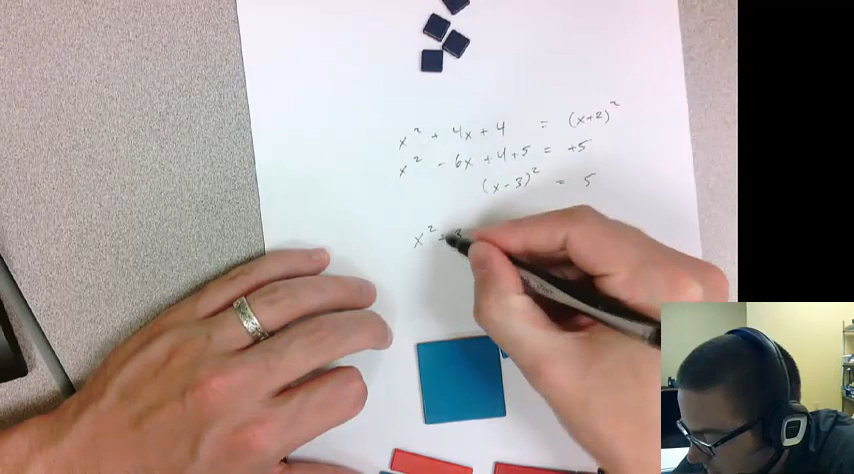 x² + 4x + 4 = (x+2)²
x² - 6x + 4 + 5 = +5
(x - 3)² = 5
x²